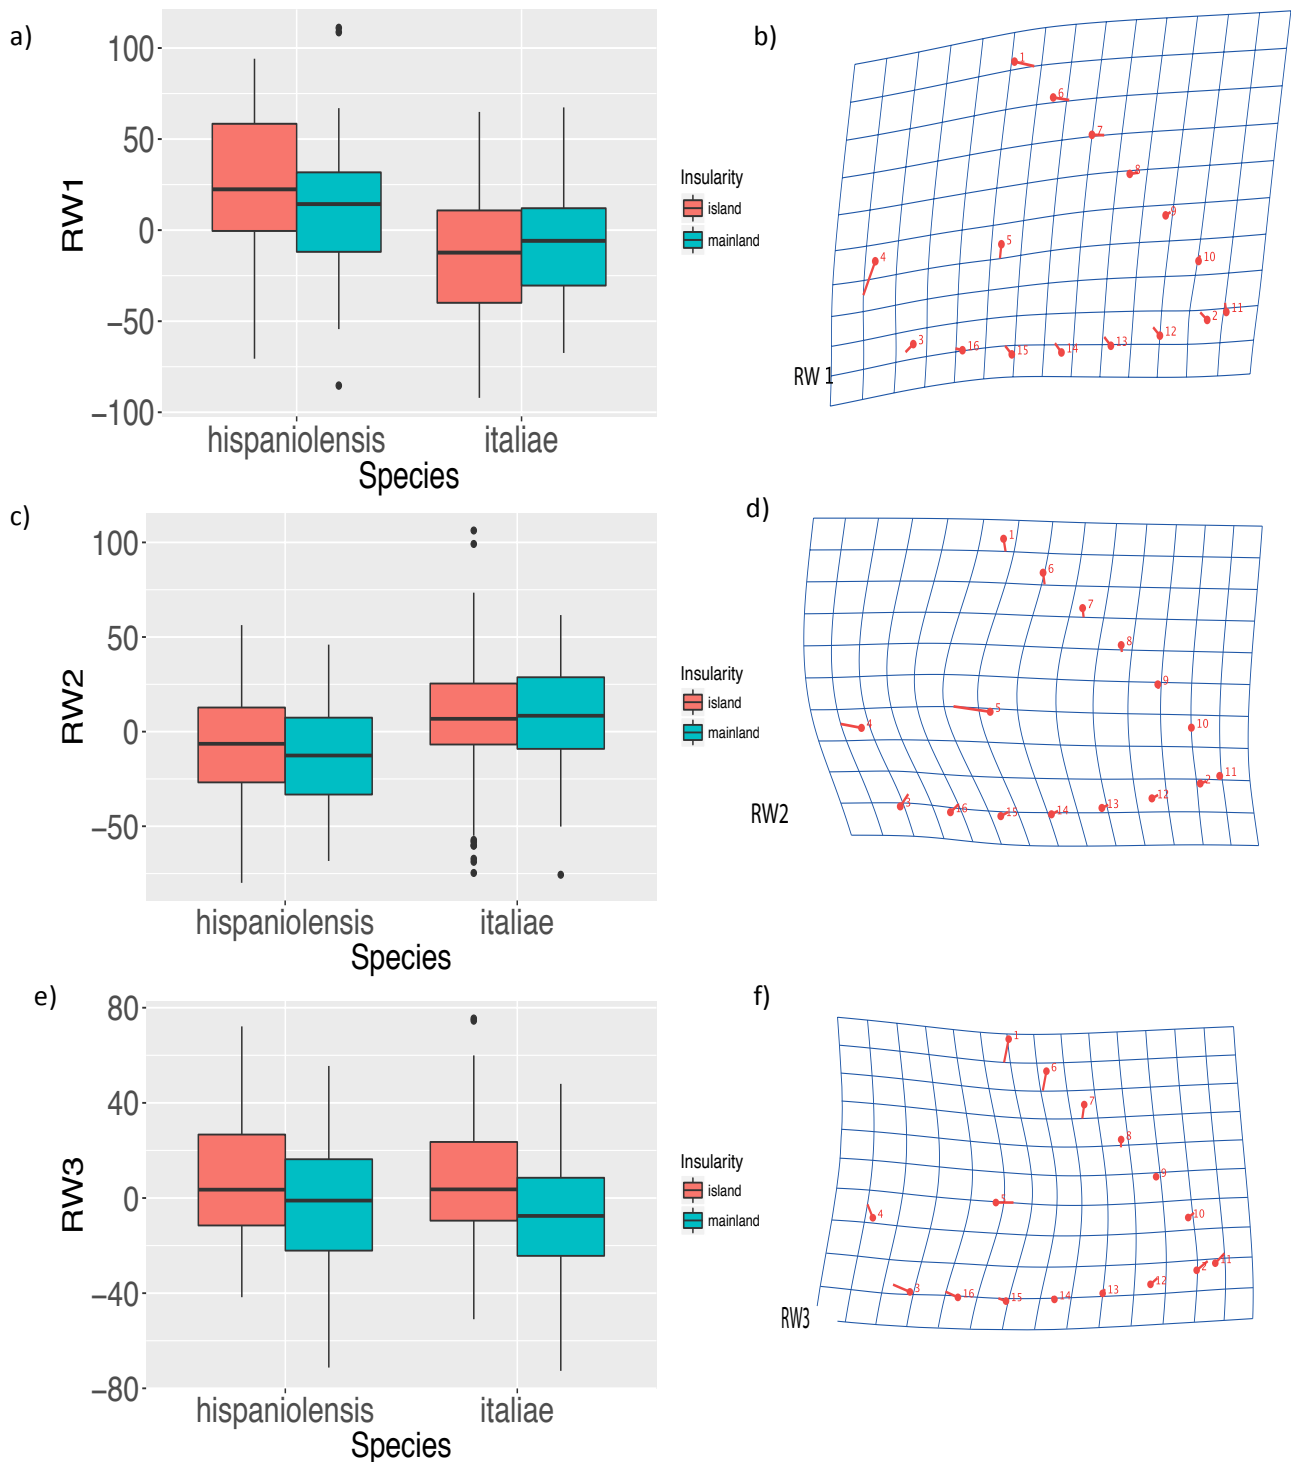 a)
100
50
0
−50
−100
RW1
hispaniolensis italiae
Species
Insularity
island
mainland
b)
1
6
7
8
9
5
4
10
11
2
12
3
16
15
14
13
RW 1
c)
100
50
0
−50
RW2
hispaniolensis italiae
Species
Insularity
island
mainland
d)
1
6
7
8
9
5
4
10
11
2
12
3
16
15
14
13
RW2
e)
80
40
0
−40
−80
RW3
hispaniolensis italiae
Species
Insularity
island
mainland
f)
1
6
7
8
9
5
4
10
11
2
12
3
16
15
14
13
RW3